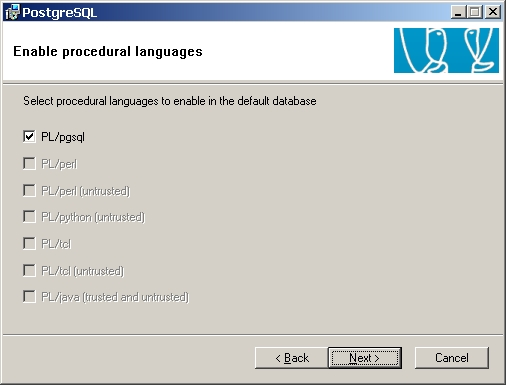 PostgreSQL
Enable procedural languages
Select procedural languages to enable in the default database
PL/pgsql
PL/perl
PL/perl (untrusted)
PL/python (untrusted)
PL/tcl
PL/tcl (untrusted)
PL/java (trusted and untrusted)
< Back Next > Cancel